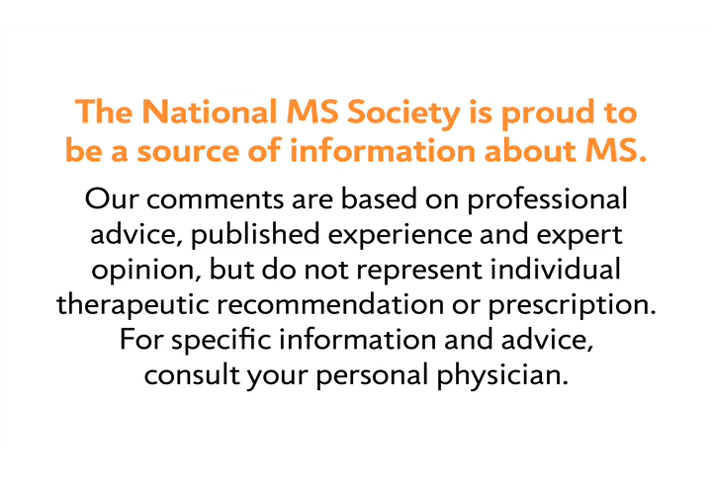 The National MS Society is proud to
be a source of information about MS.
Our comments are based on professional
advice, published experience and expert
opinion, but do not represent individual
therapeutic recommendation or prescription.
For specific information and advice,
consult your personal physician.